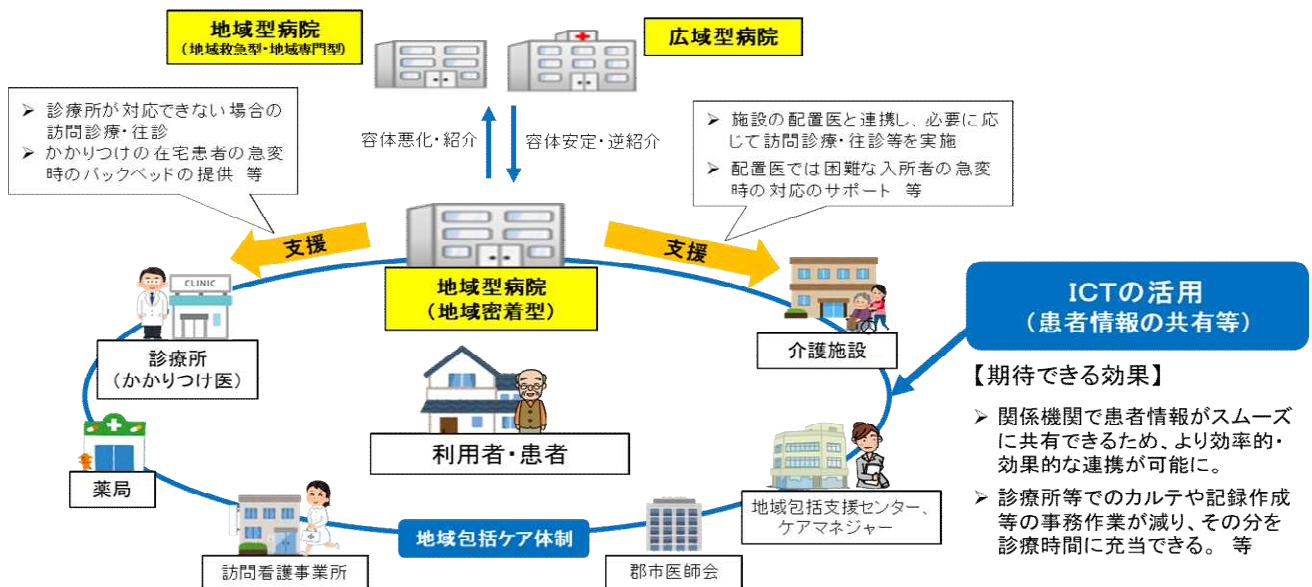 地域型病院
(地域救急型・地域専門型)
広域型病院
➢ 診療所が対応できない場合の
訪問診療・往診
➢ かかりつけの在宅患者の急変
時のバックベッドの提供 等
容体悪化・紹介
容体安定・逆紹介
➢ 施設の配置医と連携し、必要に応
じて訪問診療・往診等を実施
➢ 配置医では困難な入所者の急変
時の対応のサポート 等
支援
支援
地域型病院
(地域密着型)
CLINIC
診療所
(かかりつけ医)
介護施設
ICTの活用
(患者情報の共有等)
【期待できる効果】
➢ 関係機関で患者情報がスムーズ
に共有できるため、より効率的・
効果的な連携が可能に。
➢ 診療所等でのカルテや記録作成
等の事務作業が減り、その分を
診療時間に充当できる。 等
利用者・患者
薬局
地域包括支援センター、
ケアマネジャー
地域包括ケア体制
訪問看護事業所
郡市医師会